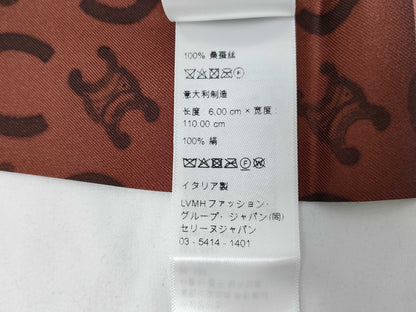 100% 桑蚕丝
意大利制造
长度 6.00 cm × 宽度:
110.00 cm
100% 絹
イタリア製
LVMHファッション・
グループ・ジャパン(同)
セリーヌジャパン
03 - 5414 - 1401